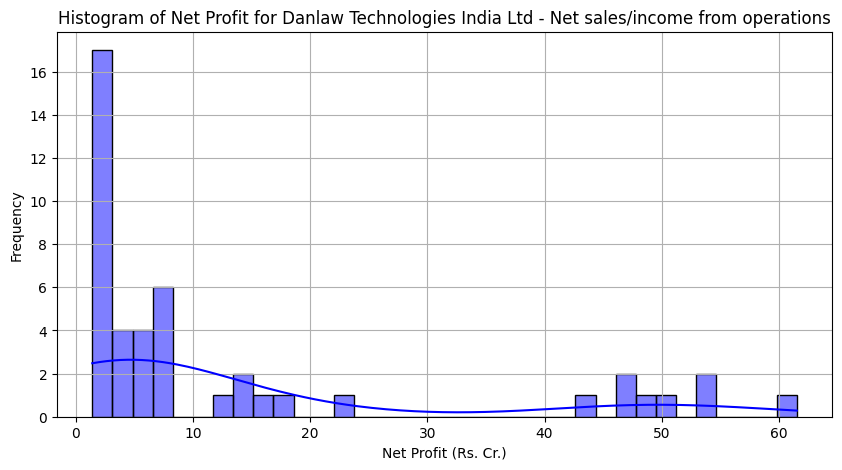 Histogram of Net Profit for Danlaw Technologies India Ltd - Net sales/income from operations
Frequency
16
14
12
10
8
6
4
2
0
0 10 20 30 40 50 60
Net Profit (Rs. Cr.)